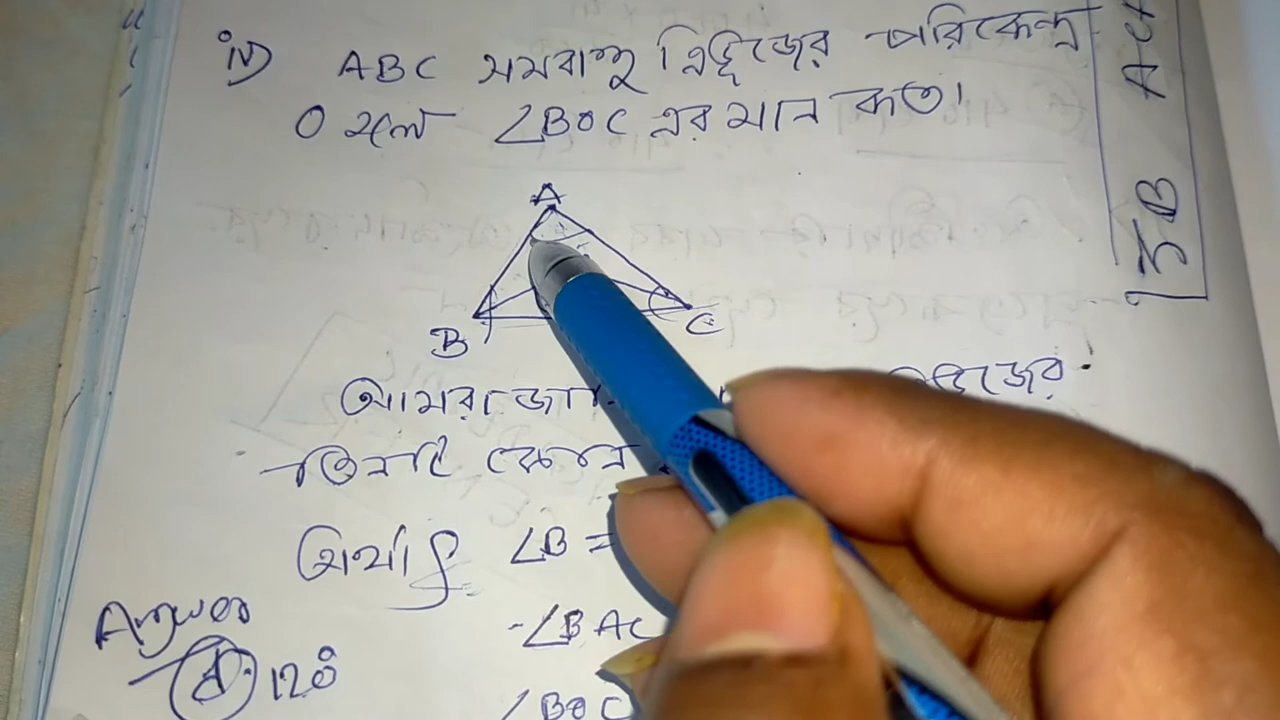 iv) ABC সমবাহু ত্রিভূজের পরিকেন্দ্র
O হলে ∠BOC এর মান কত।
A
B
C
আমরা জা ভূজের
তিনটি কোন
অর্থাৎ ∠B =
Answer
∠BAC
d 120°
∠BOC